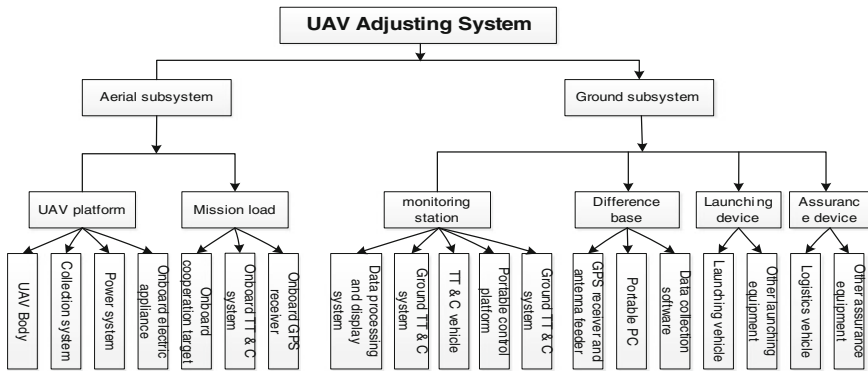 UAV Adjusting System
Aerial subsystem
Ground subsystem
UAV platform
Mission load
monitoring
station
Difference
base
Launching
device
Assuranc
e device
UAV Body
Collection system
Power system
Onboard electric
appliance
Onboard
cooperation target
Onboard TT & C
system
Onboard GPS
receiver
Data processing
and display
system
Ground TT & C
system
TT & C vehicle
Portable control
platform
Ground TT & C
system
GPS receiver and
antenna feeder
Portable PC
Data collection
software
Launching vehicle
Other launching
equipment
Logistics vehicle
Other assurance
equipment